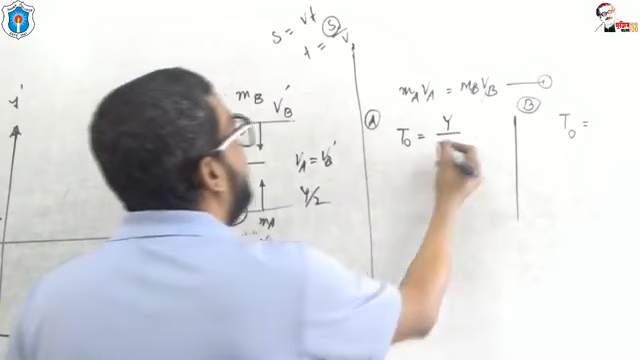 S = vt
t = S/v
y'
m_B
V_B'
V_A = V_B'
Y/2
m_A
m_A V_A = m_B V_B — 1
A
B
T_0 = Y
T_0 =